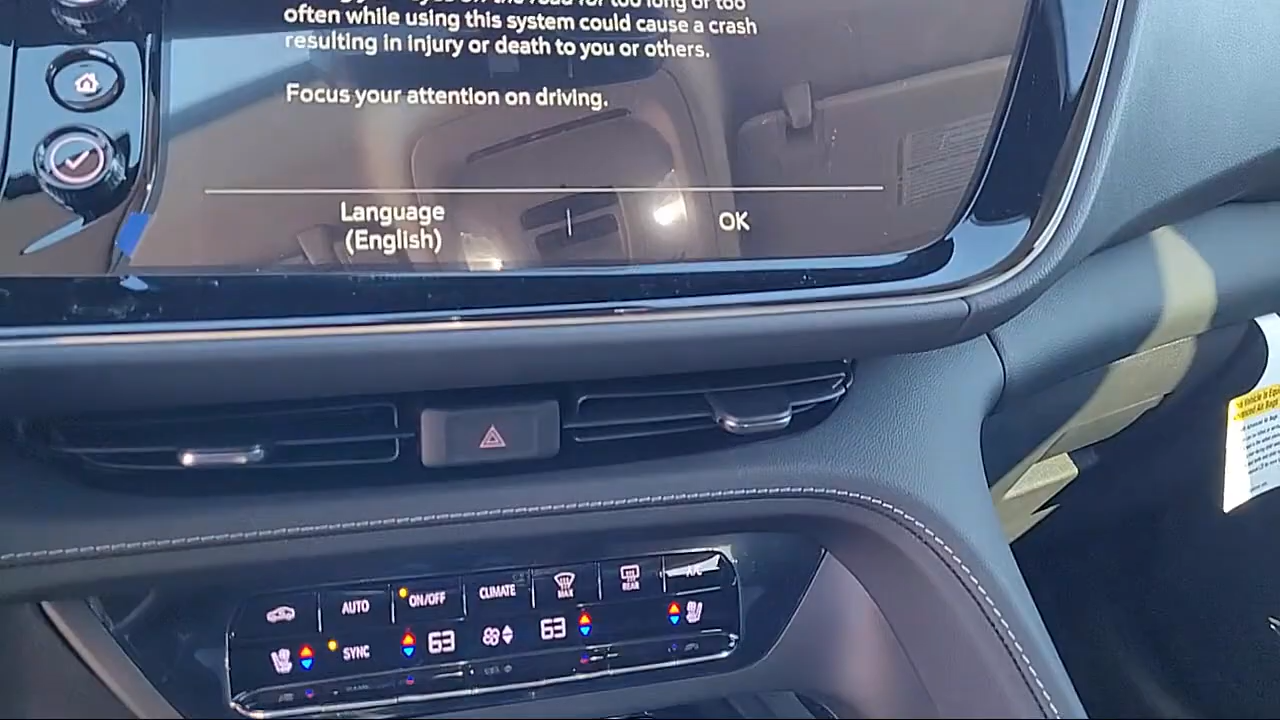 often while using this system could cause a crash
resulting in injury or death to you or others.
Focus your attention on driving.
Language
(English)
OK
AUTO
ON/OFF
CLIMATE
MAX
REAR
A/C
SYNC
63
63